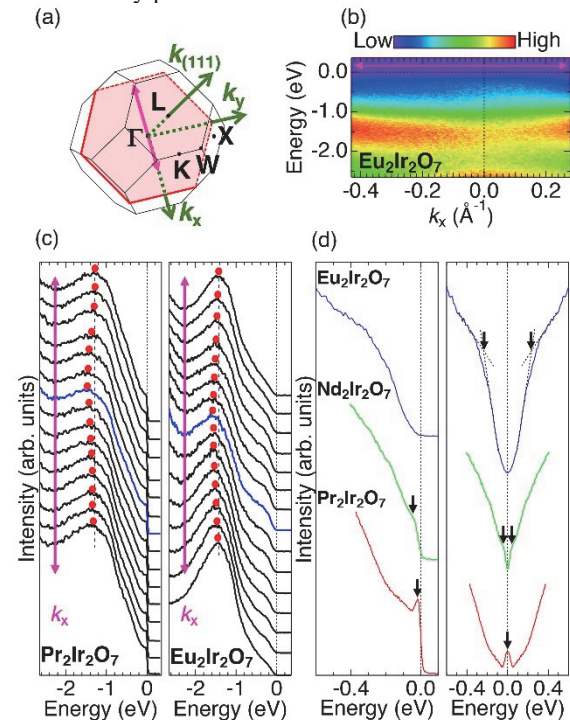 (a)
k(111)
ky
L
Γ
X
K
W
kx
(b)
Low High
Energy (eV)
0.0
-1.0
-2.0
Eu2Ir2O7
-0.4 -0.2 0.0 0.2
kx (Å-1)
(c)
Intensity (arb. units)
kx
kx
Pr2Ir2O7
Eu2Ir2O7
-2 -1 0
-2 -1 0
Energy (eV)
Energy (eV)
(d)
Intensity (arb. units)
Eu2Ir2O7
Nd2Ir2O7
Pr2Ir2O7
-0.4 0.0
-0.4 0.0 0.4
Energy (eV)
Energy (eV)